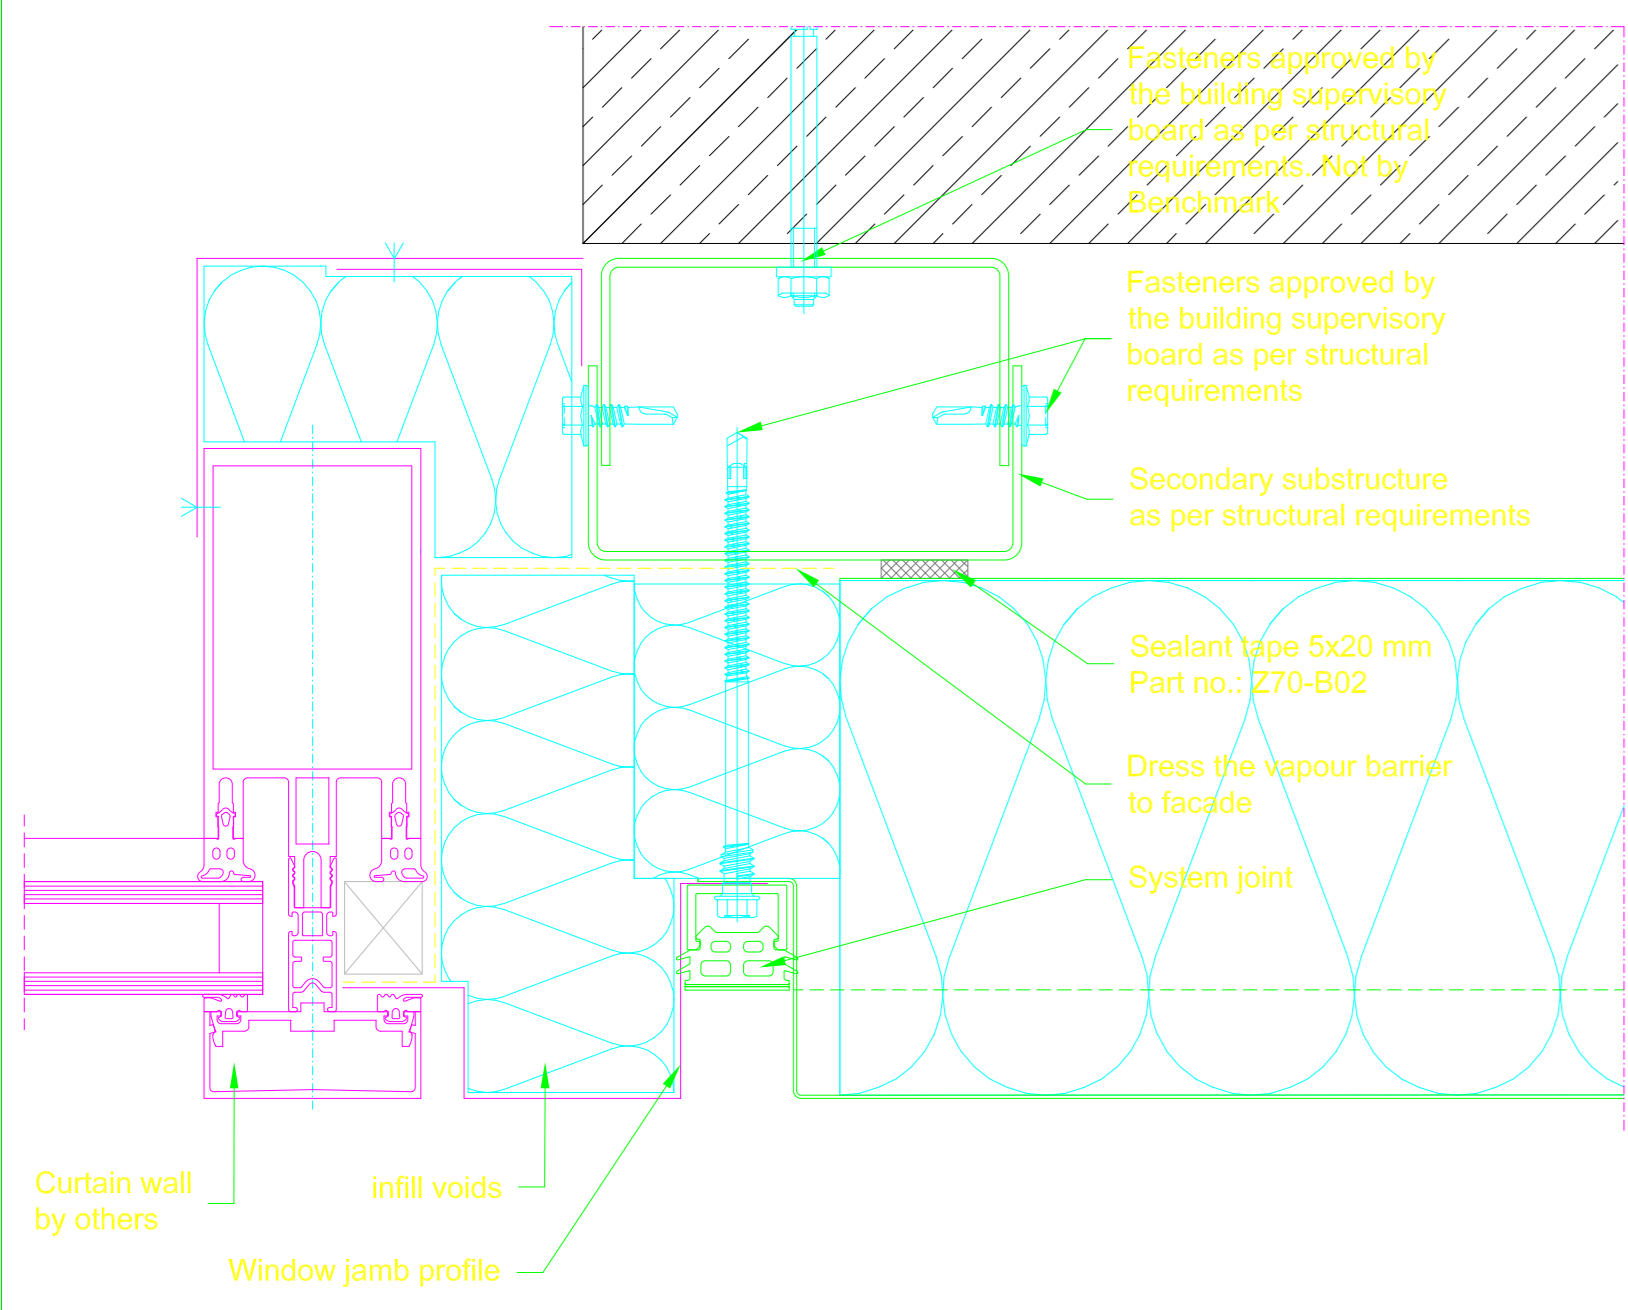 Fasteners approved by
the building supervisory
board as per structural
requirements. Not by
Benchmark
Fasteners approved by
the building supervisory
board as per structural
requirements
Secondary substructure
as per structural requirements
Sealant tape 5x20 mm
Part no.: Z70-B02
Dress the vapour barrier
to facade
System joint
Curtain wall
by others
infill voids
Window jamb profile